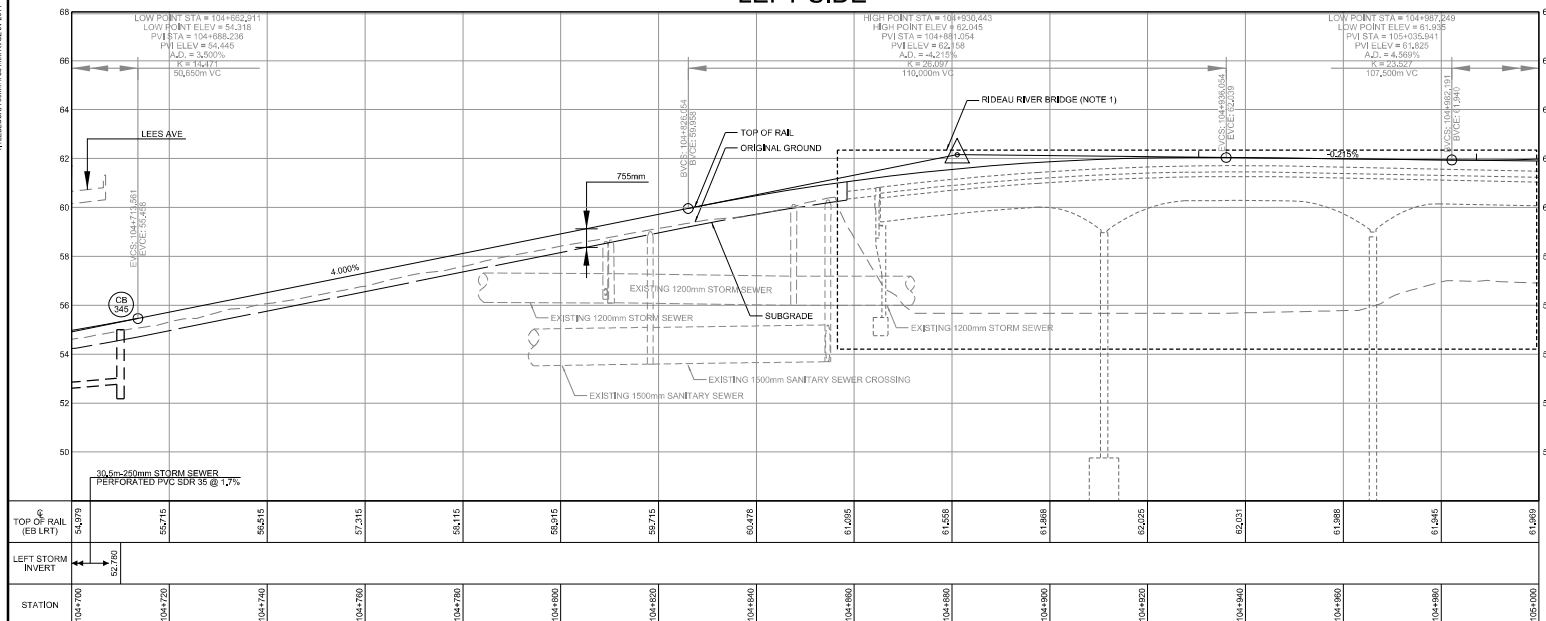 LEFT SIDE
LOW POINT STA = 104+662.911
LOW POINT ELEV = 54.318
PVI STA = 104+688.236
PVI ELEV = 54.445
A.D. = 3.500%
K = 14.471
50.650m VC
HIGH POINT STA = 104+930.443
HIGH POINT ELEV = 62.045
PVI STA = 104+881.054
PVI ELEV = 62.158
A.D. = -4.215%
K = 26.097
110.000m VC
LOW POINT STA = 104+987.249
LOW POINT ELEV = 61.935
PVI STA = 105+035.941
PVI ELEV = 61.825
A.D. = 4.569%
K = 23.527
107.500m VC
68
66
64
62
60
58
56
54
52
50
LEES AVE
EVCS: 104+713.561
EVCE: 55.458
BVCS: 104+826.054
BVCE: 59.958
EVCS: 104+936.054
EVCE: 62.039
BVCS: 104+982.191
BVCE: 61.940
RIDEAU RIVER BRIDGE (NOTE 1)
TOP OF RAIL
ORIGINAL GROUND
755mm
-0.215%
4.000%
CB
345
EXISTING 1200mm STORM SEWER
EXISTING 1200mm STORM SEWER
SUBGRADE
EXISTING 1200mm STORM SEWER
EXISTING 1500mm SANITARY SEWER CROSSING
EXISTING 1500mm SANITARY SEWER
30.5m-250mm STORM SEWER
PERFORATED PVC SDR 35 @ 1.7%
℄
TOP OF RAIL
(EB LRT)
54.979
55.715
56.515
57.315
58.115
58.915
59.715
60.478
61.095
61.558
61.868
62.025
62.031
61.988
61.945
61.969
LEFT STORM
INVERT
52.780
STATION
104+700
104+720
104+740
104+760
104+780
104+800
104+820
104+840
104+860
104+880
104+900
104+920
104+940
104+960
104+980
105+000